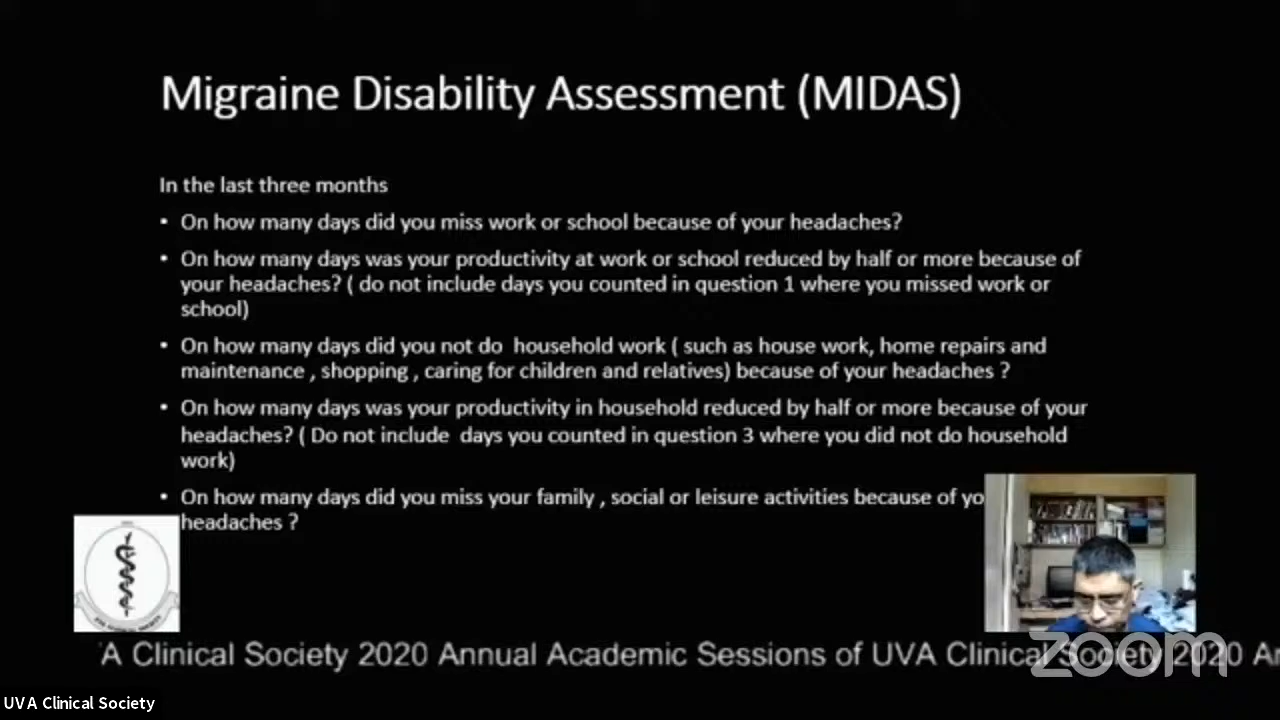 Migraine Disability Assessment (MIDAS)
In the last three months
• On how many days did you miss work or school because of your headaches?
• On how many days was your productivity at work or school reduced by half or more because of
your headaches? ( do not include days you counted in question 1 where you missed work or
school)
• On how many days did you not do household work ( such as house work, home repairs and
maintenance , shopping , caring for children and relatives) because of your headaches ?
• On how many days was your productivity in household reduced by half or more because of your
headaches? ( Do not include days you counted in question 3 where you did not do household
work)
• On how many days did you miss your family , social or leisure activities because of yo
headaches ?
zoom
'A Clinical Society 2020 Annual Academic Sessions of UVA Clinical Society 2020 Ar
UVA Clinical Society